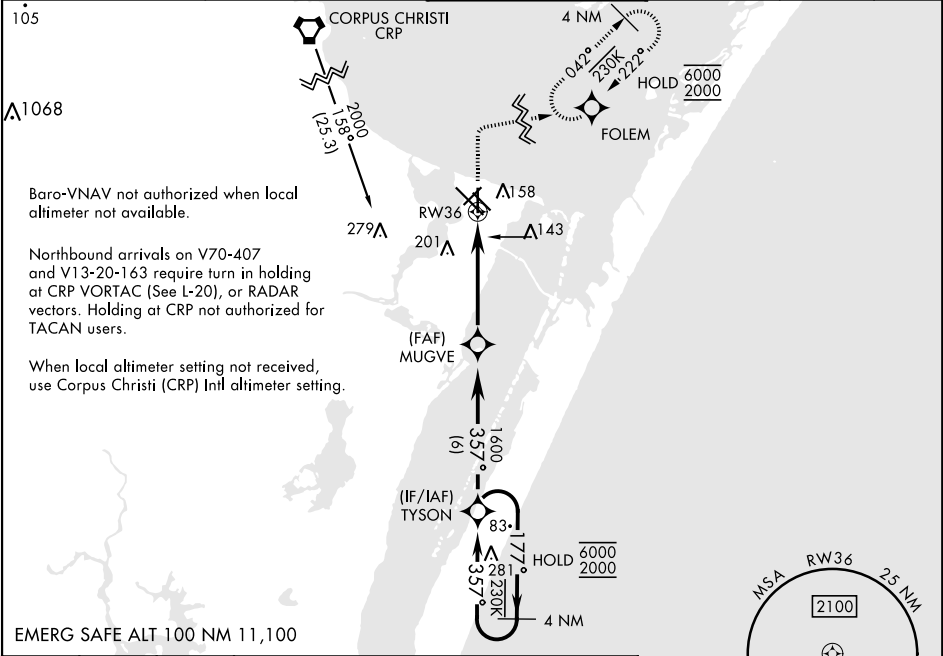 105
CORPUS CHRISTI
CRP
4 NM
042°
230K
222°
HOLD 6000
2000
FOLEM
1068
2000
158°
(25.3)
Baro-VNAV not authorized when local
altimeter not available.
158
RW36
279
201
143
Northbound arrivals on V70-407
and V13-20-163 require turn in holding
at CRP VORTAC (See L-20), or RADAR
vectors. Holding at CRP not authorized for
TACAN users.
(FAF)
MUGVE
When local altimeter setting not received,
use Corpus Christi (CRP) Intl altimeter setting.
1600
357°
(6)
(IF/IAF)
TYSON
83
177°
HOLD 6000
2000
281
357°
230K
4 NM
MSA RW36 25 NM
2100
EMERG SAFE ALT 100 NM 11,100